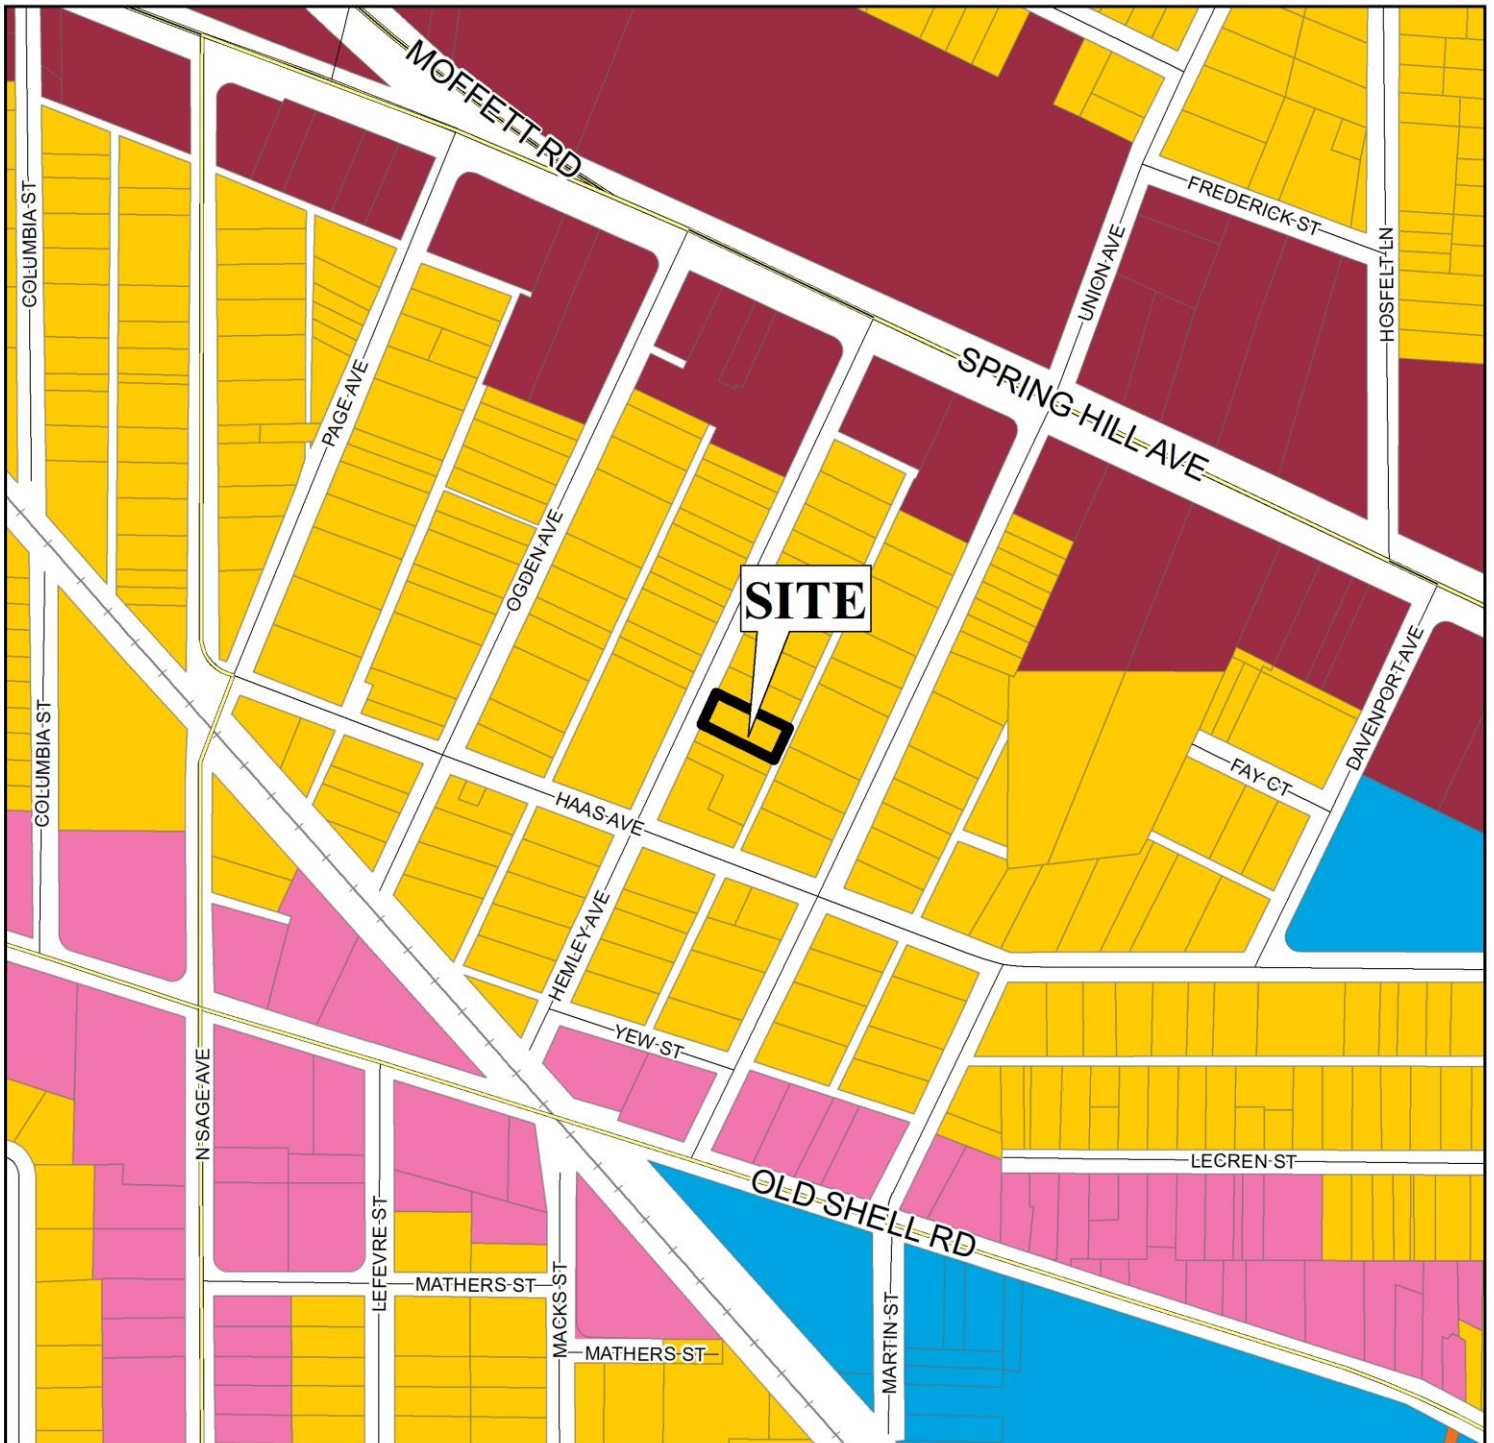 MOFFETT RD
COLUMBIA-ST
FREDERICK-ST
UNION-AVE
HOSFELT-LN
PAGE-AVE
SPRING HILL AVE
OGDEN-AVE
SITE
DAVENPORT-AVE
COLUMBIA-ST
FAY-CT
HAAS-AVE
HEMLEY-AVE
YEW-ST
N-SAGE-AVE
LECREN-ST
OLD SHELL RD
LEFEVRE-ST
MATHERS-ST
MACKS-ST
MARTIN-ST
MATHERS-ST